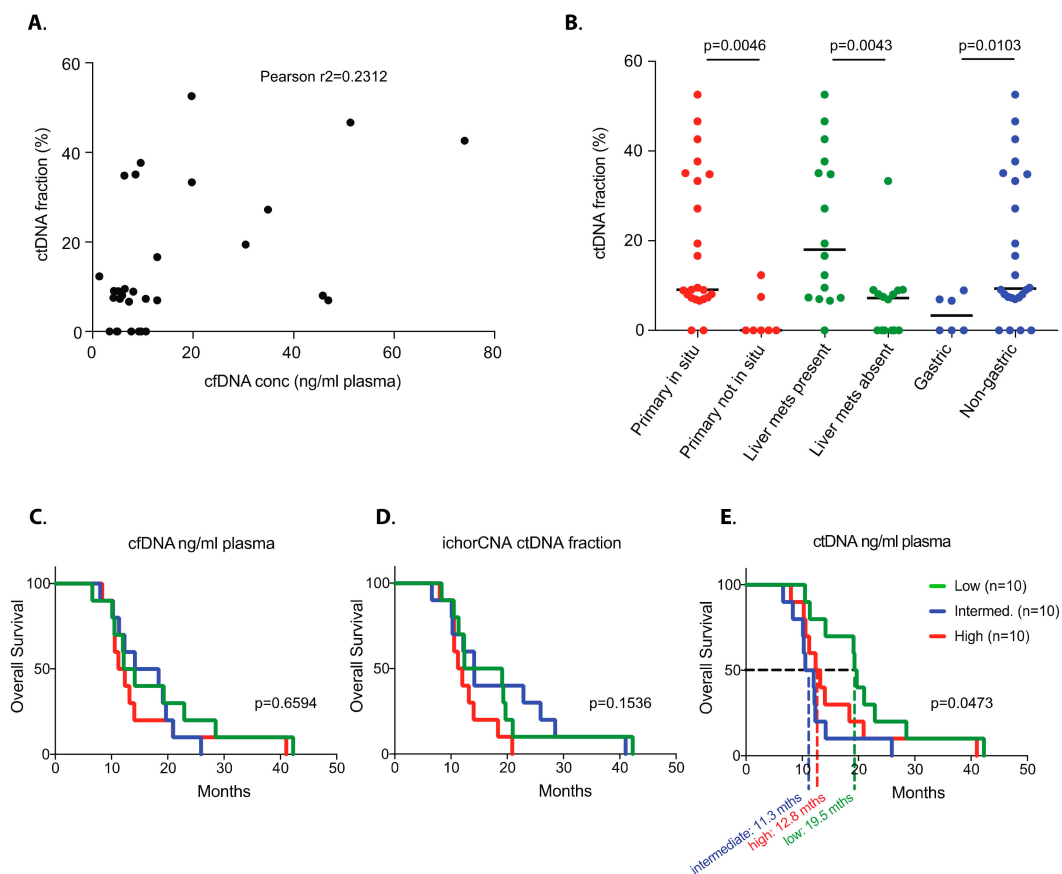 A.
Pearson r2=0.2312
60
40
20
0
ctDNA fraction (%)
0 20 40 60 80
cfDNA conc (ng/ml plasma)
B.
p=0.0046 p=0.0043 p=0.0103
60
40
20
0
ctDNA fraction (%)
Primary in situ
Primary not in situ
Liver mets present
Liver mets absent
Gastric
Non-gastric
C.
cfDNA ng/ml plasma
100
50
0
Overall Survival
p=0.6594
0 10 20 30 40 50
Months
D.
ichorCNA ctDNA fraction
100
50
0
Overall Survival
p=0.1536
0 10 20 30 40 50
Months
E.
ctDNA ng/ml plasma
100
50
0
Overall Survival
Low (n=10)
Intermed. (n=10)
High (n=10)
p=0.0473
0 10 20 30 40 50
Months
intermediate: 11.3 mths
high: 12.8 mths
low: 19.5 mths